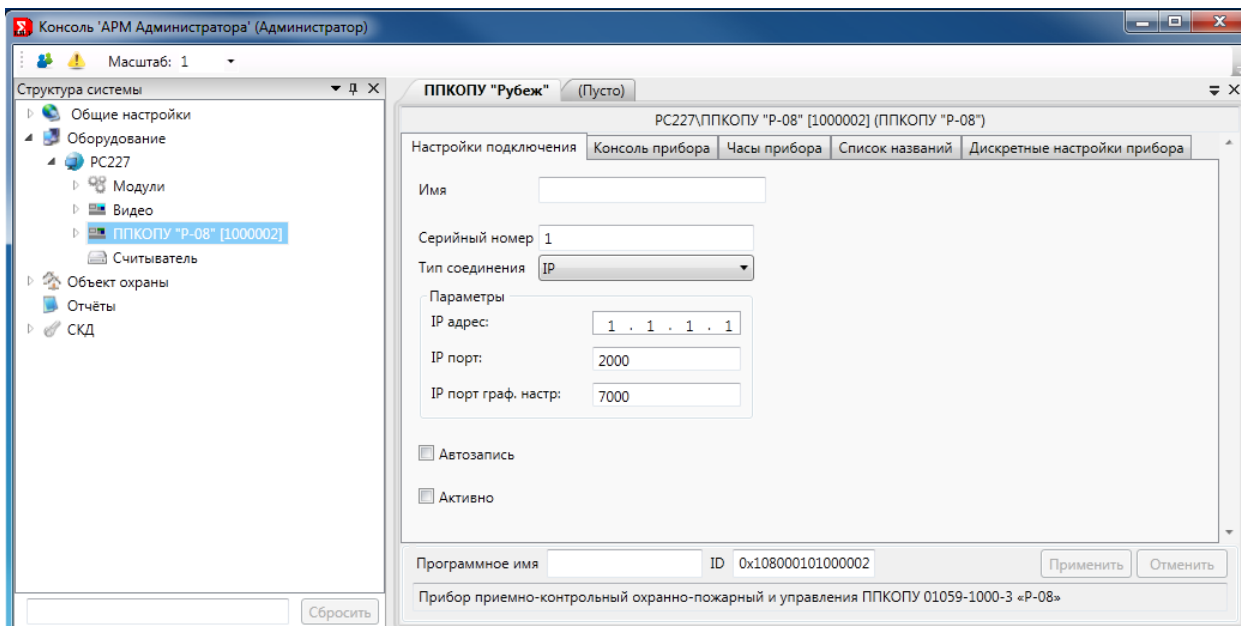 Консоль 'АРМ Администратора' (Администратор)
Масштаб: 1
Структура системы
Общие настройки
Оборудование
PC227
Модули
Видео
ППКОПУ "Р-08" [1000002]
Считыватель
Объект охраны
Отчёты
СКД
Сбросить
ППКОПУ "Рубеж" (Пусто)
PC227\ППКОПУ "Р-08" [1000002] (ППКОПУ "Р-08")
Настройки подключения Консоль прибора Часы прибора Список названий Дискретные настройки прибора
Имя
Серийный номер 1
Тип соединения IP
Параметры
IP адрес: 1 . 1 . 1 . 1
IP порт: 2000
IP порт граф. настр: 7000
Автозапись
Активно
Программное имя ID 0x108000101000002 Применить Отменить
Прибор приемно-контрольный охранно-пожарный и управления ППКОПУ 01059-1000-3 «Р-08»